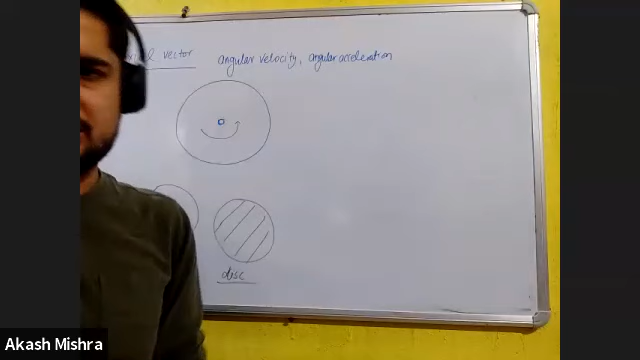 vector angular velocity, angular acceleration
disc
Akash Mishra